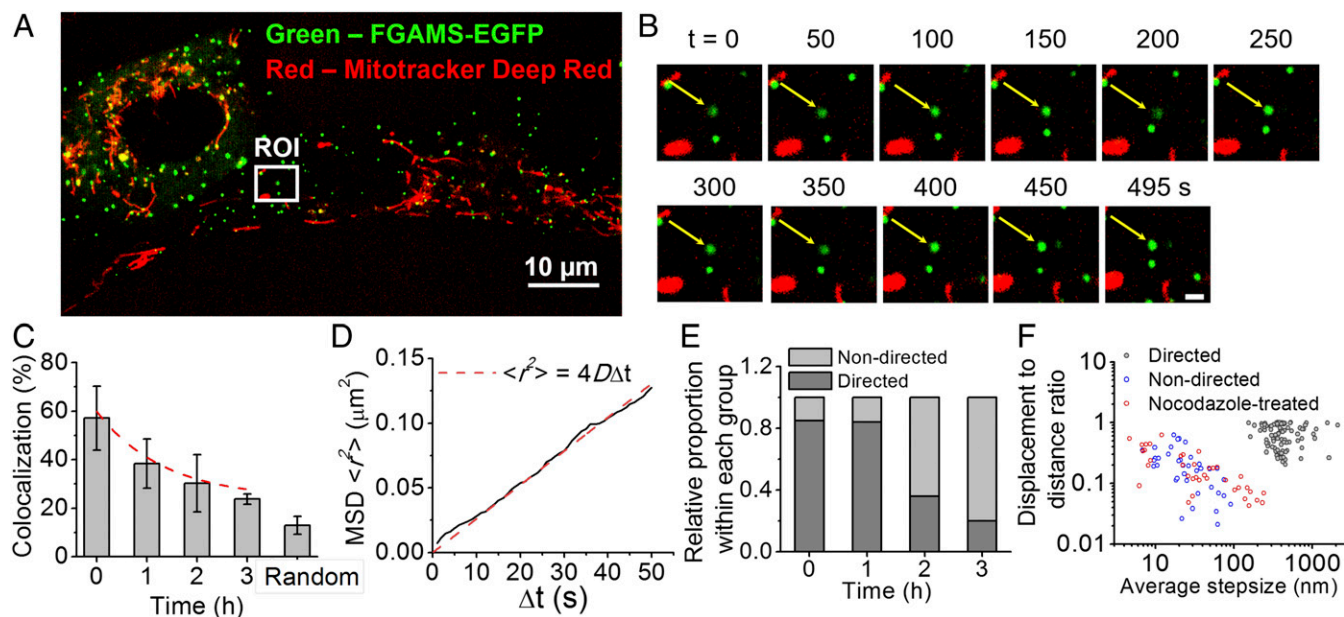 A
Green – FGAMS-EGFP
Red – Mitotracker Deep Red
ROI
10 µm
B
t = 0 50 100 150 200 250
300 350 400 450 495 s
C
Colocalization (%)
80
60
40
20
0
0 1 2 3 Random
Time (h)
D
MSD <r²> (µm²)
0.15
0.10
0.05
0.00
<r²> = 4DΔt
0 10 20 30 40 50
Δt (s)
E
Relative proportion
within each group
Non-directed
Directed
1.2
0.8
0.4
0.0
0 1 2 3
Time (h)
F
Displacement to
distance ratio
10
1
0.1
0.01
Directed
Non-directed
Nocodazole-treated
10 100 1000
Average stepsize (nm)